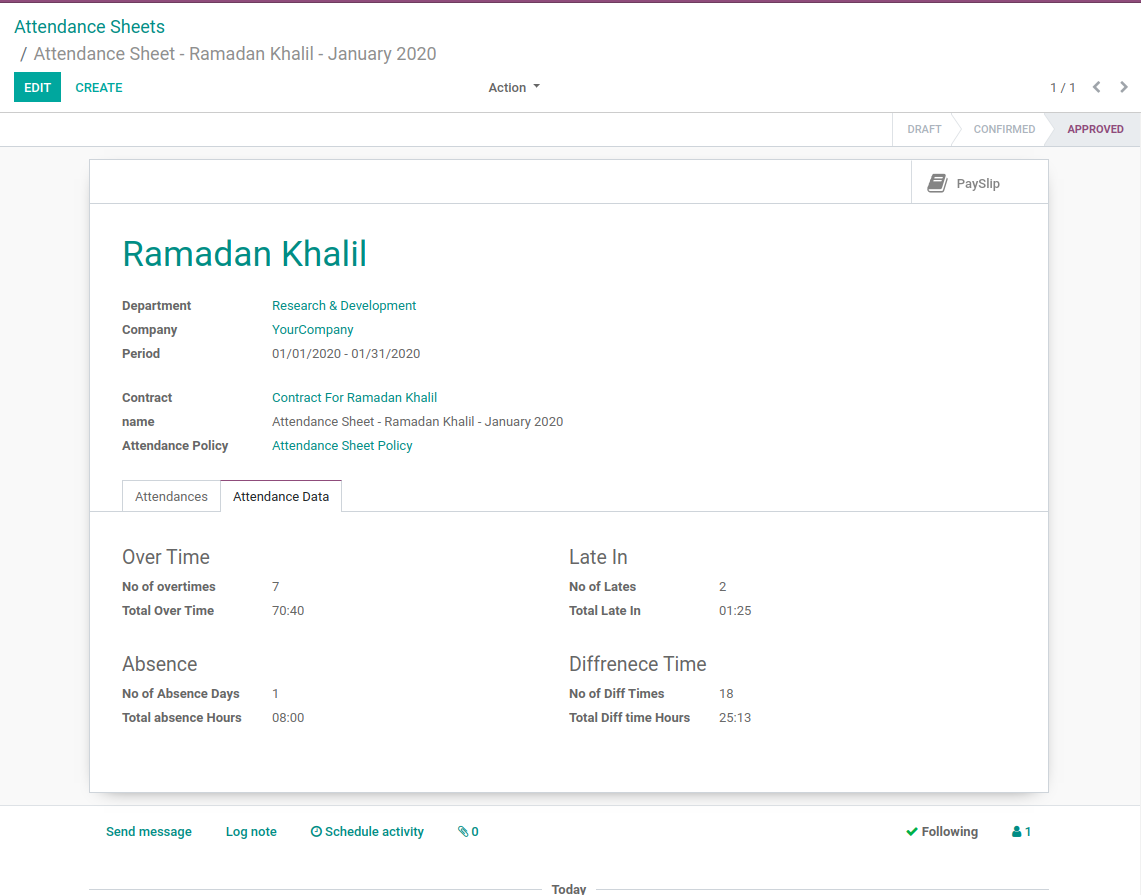 Attendance Sheets
/ Attendance Sheet - Ramadan Khalil - January 2020
EDIT CREATE Action 1 / 1
DRAFT CONFIRMED APPROVED
PaySlip
Ramadan Khalil
Department Research & Development
Company YourCompany
Period 01/01/2020 - 01/31/2020
Contract Contract For Ramadan Khalil
name Attendance Sheet - Ramadan Khalil - January 2020
Attendance Policy Attendance Sheet Policy
Attendances Attendance Data
Over Time
No of overtimes 7
Total Over Time 70:40
Late In
No of Lates 2
Total Late In 01:25
Absence
No of Absence Days 1
Total absence Hours 08:00
Diffrenece Time
No of Diff Times 18
Total Diff time Hours 25:13
Send message Log note Schedule activity 0 Following 1
Today